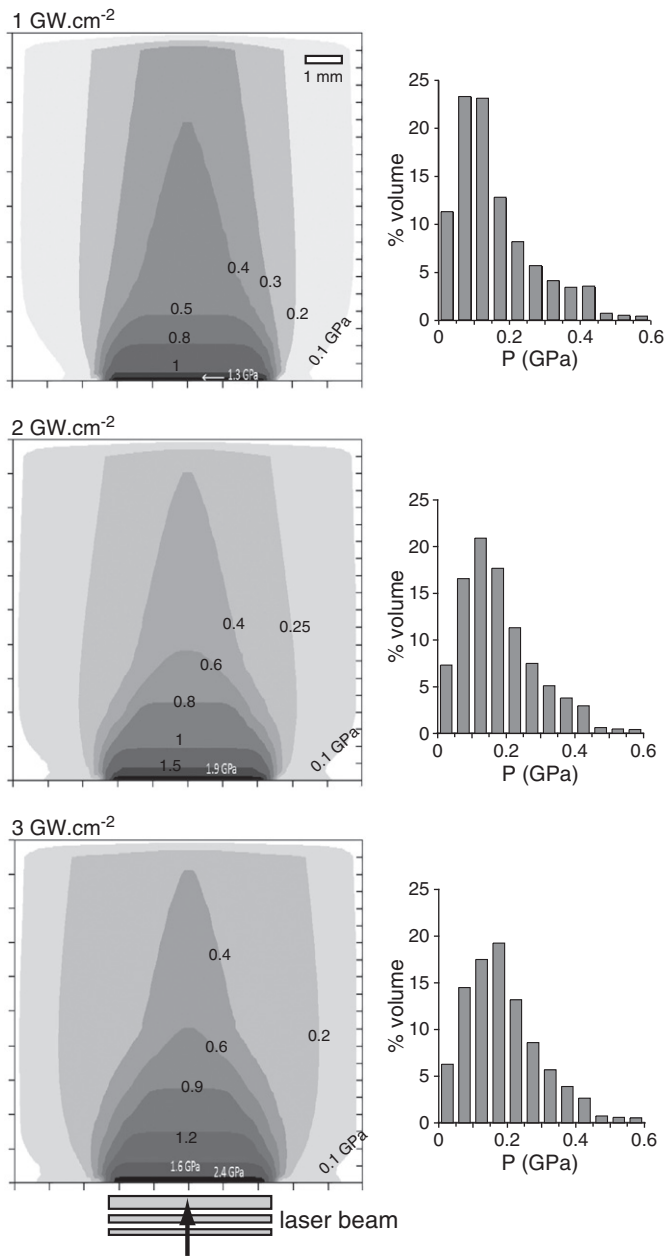 1 GW.cm-2
1 mm
0.4
0.3
0.5
0.2
0.8
0.1 GPa
1
1.3 GPa
25
20
15
10
5
0
% volume
0 0.2 0.4 0.6
P (GPa)
2 GW.cm-2
0.4
0.25
0.6
0.8
1
0.1 GPa
1.5
1.9 GPa
25
20
15
10
5
0
% volume
0 0.2 0.4 0.6
P (GPa)
3 GW.cm-2
0.4
0.2
0.6
0.9
1.2
0.1 GPa
1.6 GPa
2.4 GPa
25
20
15
10
5
0
% volume
0 0.2 0.4 0.6
P (GPa)
laser beam